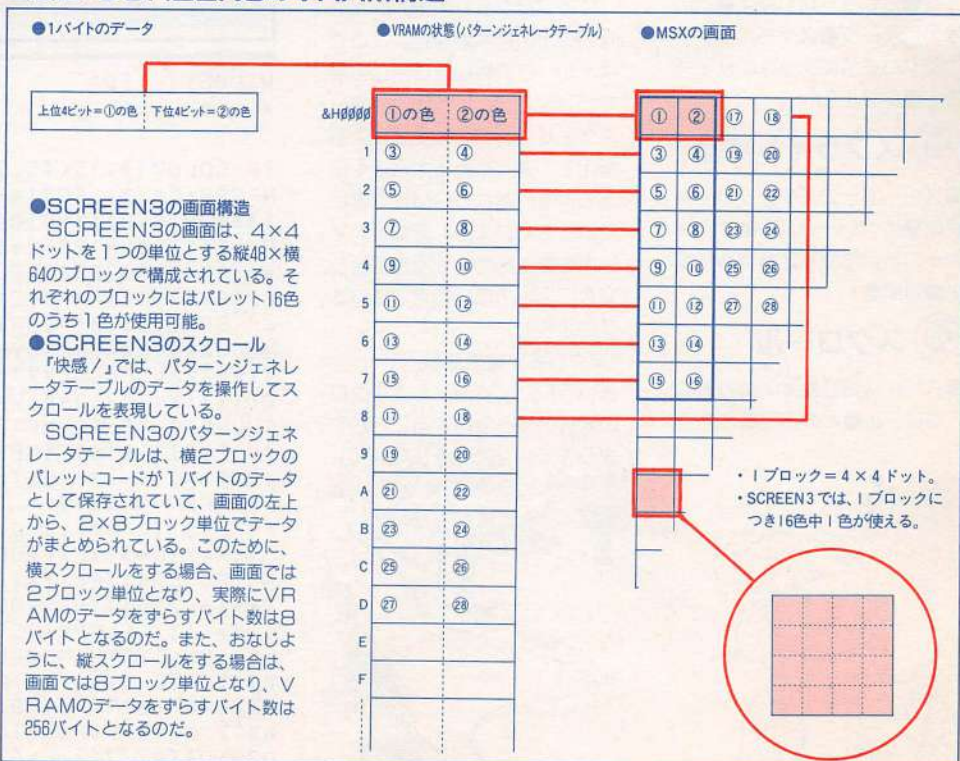 ●1バイトのデータ
上位4ビット=①の色 下位4ビット=②の色
●SCREEN3の画面構造
SCREEN3の画面は、4×4
ドットを1つの単位とする縦48×横
64のブロックで構成されている。そ
れぞれのブロックにはパレット16色
のうち1色が使用可能。
●SCREEN3のスクロール
『快感!』では、パターンジェネレ
ータテーブルのデータを操作してス
クロールを表現している。
SCREEN3のパターンジェネ
レータテーブルは、横2ブロックの
パレットコードが1バイトのデータ
として保存されていて、画面の左上
から、2×8ブロック単位でデータ
がまとめられている。このために、
横スクロールをする場合、画面では
2ブロック単位となり、実際にVR
AMのデータをずらすバイト数は8
バイトとなるのだ。また、おなじよ
うに、縦スクロールをする場合は、
画面では8ブロック単位となり、V
RAMのデータをずらすバイト数は
256バイトとなるのだ。
●VRAMの状態(パターンジェネレータテーブル)
&H0000 ①の色 ②の色
1 ③ ④
2 ⑤ ⑥
3 ⑦ ⑧
4 ⑨ ⑩
5 ⑪ ⑫
6 ⑬ ⑭
7 ⑮ ⑯
8 ⑰ ⑱
9 ⑲ ⑳
A ㉑ ㉒
B ㉓ ㉔
C ㉕ ㉖
D ㉗ ㉘
E
F
●MSXの画面
① ② ⑰ ⑱
③ ④ ⑲ ⑳
⑤ ⑥ ㉑ ㉒
⑦ ⑧ ㉓ ㉔
⑨ ⑩ ㉕ ㉖
⑪ ⑫ ㉗ ㉘
⑬ ⑭
⑮ ⑯
・1ブロック=4×4ドット。
・SCREEN3では、1ブロックに
つき16色中1色が使える。